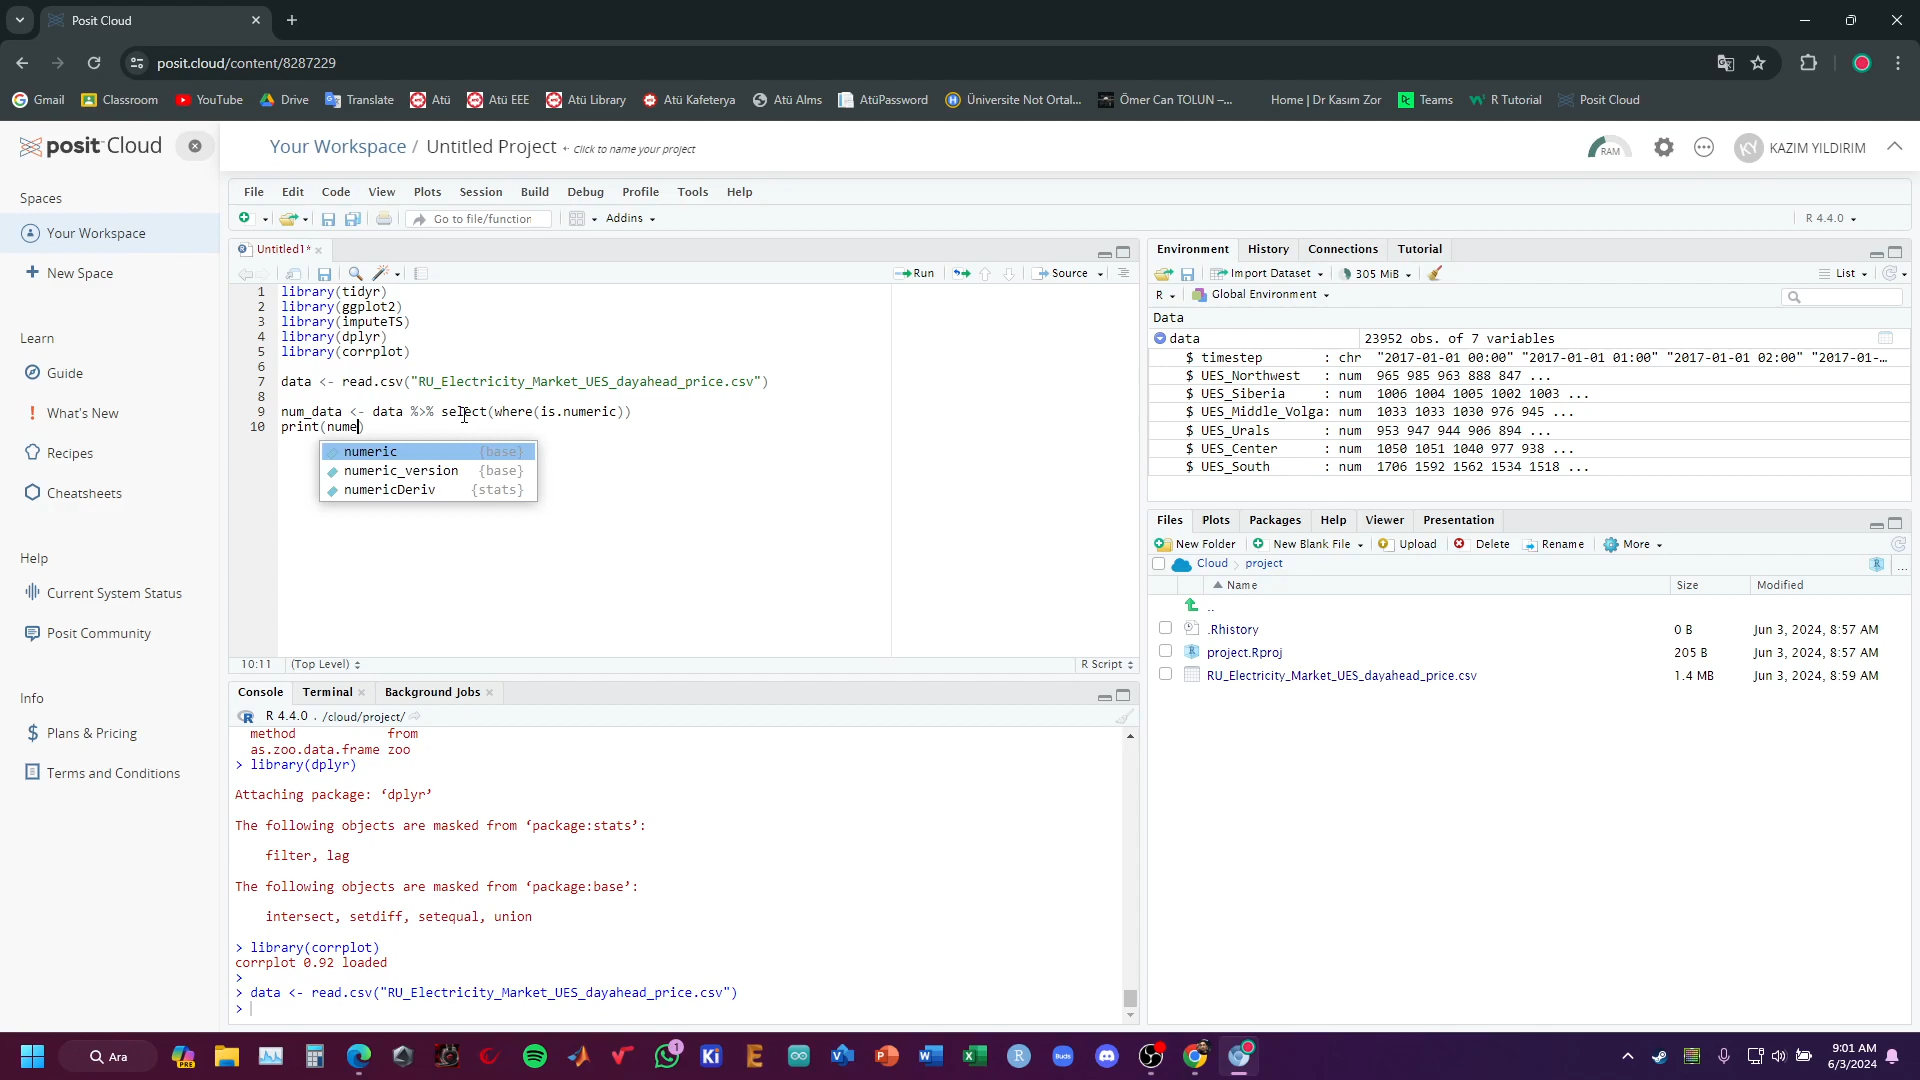 Posit Cloud
posit.cloud/content/8287229
Gmail Classroom YouTube Drive Translate Atü Atü EEE Atü Library Atü Kafeterya Atü Alms AtüPassword Üniversite Not Ortal... Ömer Can TOLUN –... Home | Dr Kasım Zor Teams R Tutorial Posit Cloud
posit Cloud
Your Workspace / Untitled Project ← Click to name your project
RAM
KY KAZIM YILDIRIM
Spaces
Your Workspace
New Space
Learn
Guide
What's New
Recipes
Cheatsheets
Help
Current System Status
Posit Community
Info
Plans & Pricing
Terms and Conditions
File Edit Code View Plots Session Build Debug Profile Tools Help
Go to file/function Addins R 4.4.0
Untitled1*
Run Source
1 library(tidyr)
2 library(ggplot2)
3 library(imputeTS)
4 library(dplyr)
5 library(corrplot)
6
7 data <- read.csv("RU_Electricity_Market_UES_dayahead_price.csv")
8
9 num_data <- data %>% select(where(is.numeric))
10 print(nume)
numeric {base}
numeric_version {base}
numericDeriv {stats}
10:11 (Top Level) R Script
Console Terminal Background Jobs
R 4.4.0 . /cloud/project/
method from
as.zoo.data.frame zoo
> library(dplyr)
Attaching package: ‘dplyr’
The following objects are masked from ‘package:stats’:
filter, lag
The following objects are masked from ‘package:base’:
intersect, setdiff, setequal, union
> library(corrplot)
corrplot 0.92 loaded
>
> data <- read.csv("RU_Electricity_Market_UES_dayahead_price.csv")
>
Environment History Connections Tutorial
Import Dataset 305 MiB List
R Global Environment
Data
data 23952 obs. of 7 variables
$ timestep : chr "2017-01-01 00:00" "2017-01-01 01:00" "2017-01-01 02:00" "2017-01-...
$ UES_Northwest : num 965 985 963 888 847 ...
$ UES_Siberia : num 1006 1004 1005 1002 1003 ...
$ UES_Middle_Volga: num 1033 1033 1030 976 945 ...
$ UES_Urals : num 953 947 944 906 894 ...
$ UES_Center : num 1050 1051 1040 977 938 ...
$ UES_South : num 1706 1592 1562 1534 1518 ...
Files Plots Packages Help Viewer Presentation
New Folder New Blank File Upload Delete Rename More
Cloud project
Name Size Modified
..
.Rhistory 0 B Jun 3, 2024, 8:57 AM
project.Rproj 205 B Jun 3, 2024, 8:57 AM
RU_Electricity_Market_UES_dayahead_price.csv 1.4 MB Jun 3, 2024, 8:59 AM
Ara
9:01 AM
6/3/2024